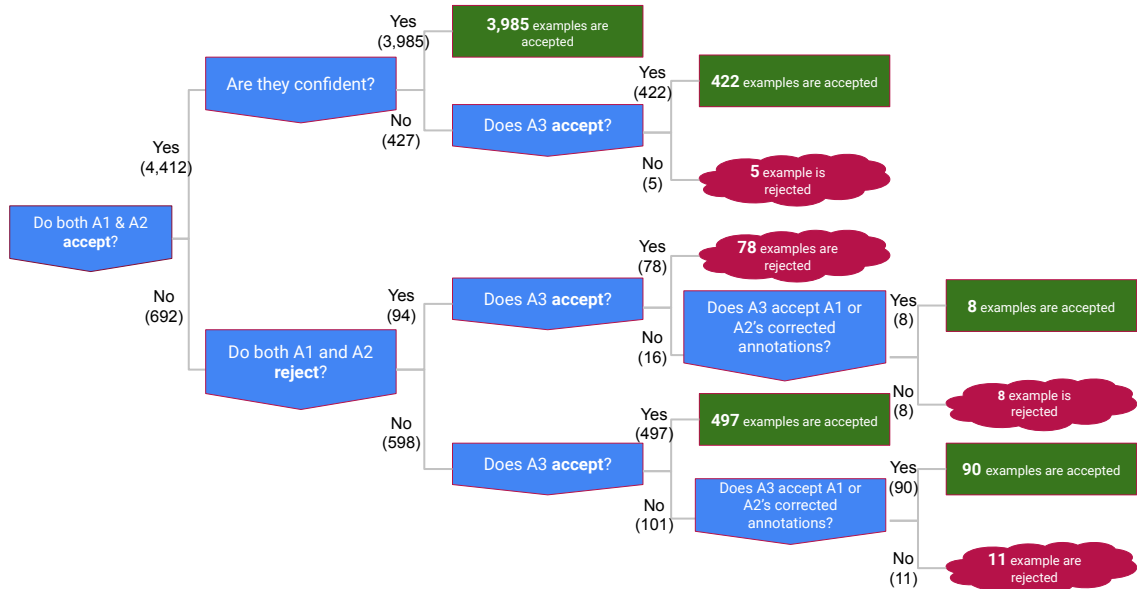 Yes
(3,985)
3,985 examples are
accepted
Are they confident?
Yes
(422)
422 examples are accepted
No
(427)
Does A3 accept?
Yes
(4,412)
No
(5)
5 example is
rejected
Do both A1 & A2
accept?
Yes
(78)
78 examples are
rejected
No
(692)
Yes
(94)
Does A3 accept?
Does A3 accept A1 or
A2's corrected
annotations?
Yes
(8)
8 examples are accepted
Do both A1 and A2
reject?
No
(16)
No
(8)
8 example is
rejected
No
(598)
Yes
(497)
497 examples are accepted
Does A3 accept?
Yes
(90)
90 examples are accepted
No
(101)
Does A3 accept A1 or
A2's corrected
annotations?
No
(11)
11 example are
rejected